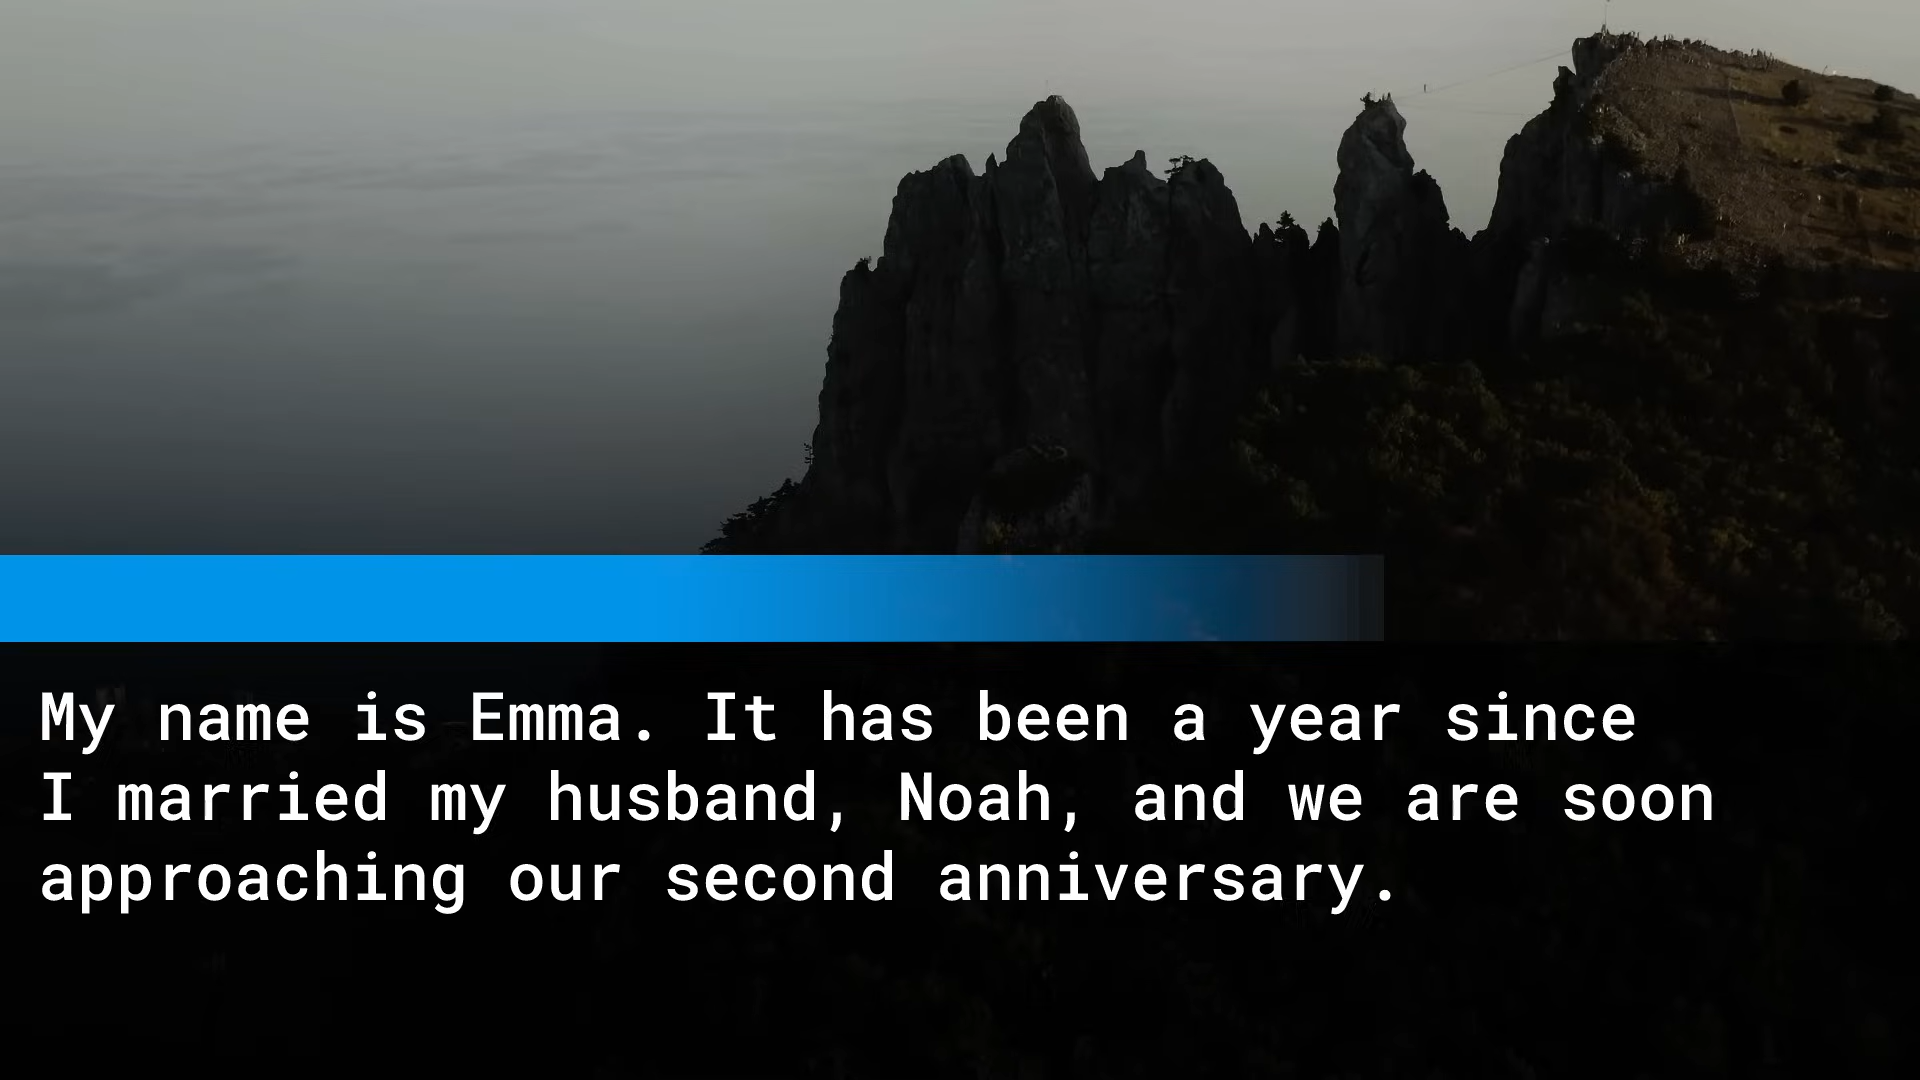 My name is Emma. It has been a year since
I married my husband, Noah, and we are soon
approaching our second anniversary.